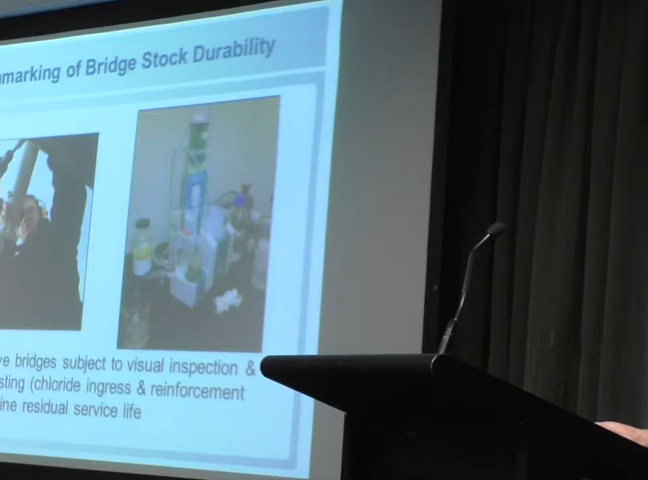 marking of Bridge Stock Durability
ve bridges subject to visual inspection &
sting (chloride ingress & reinforcement
ine residual service life